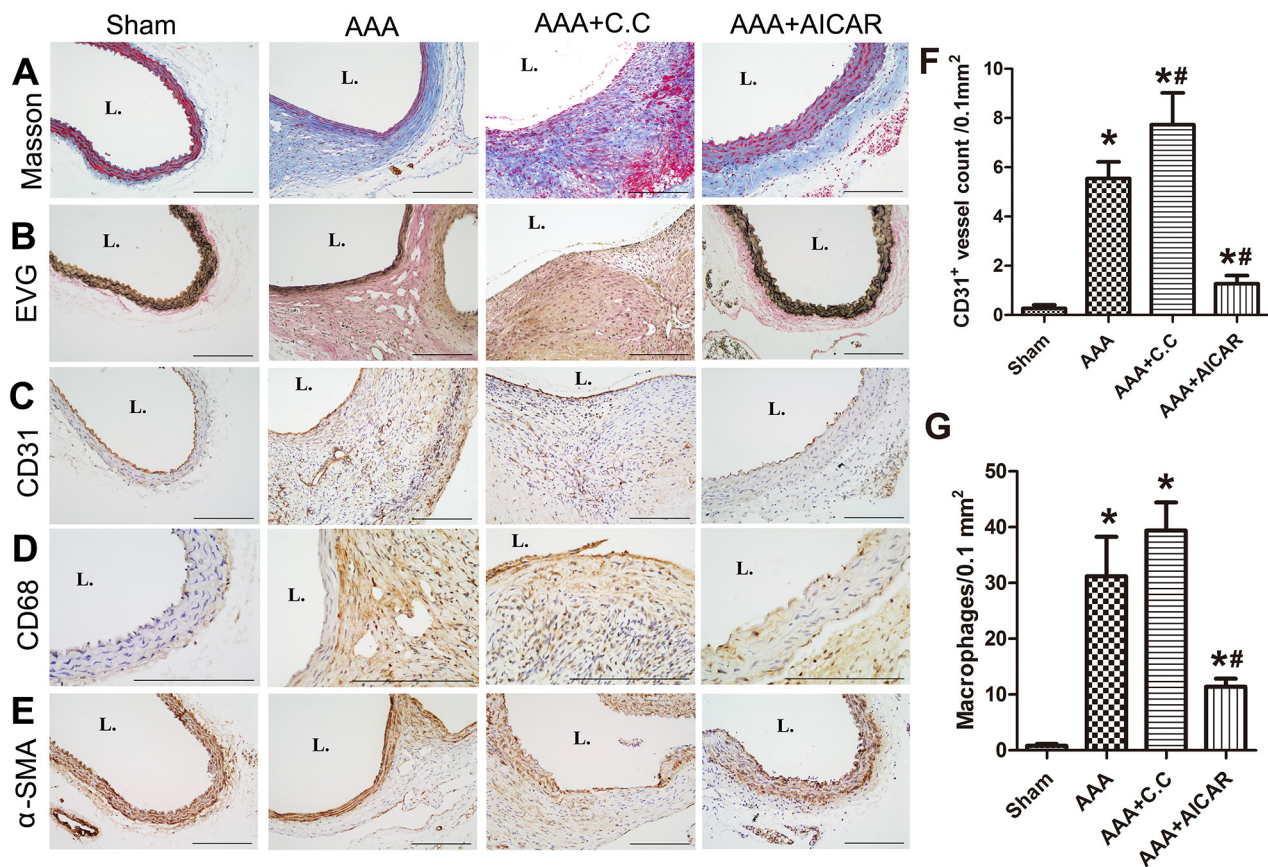 Sham AAA AAA+C.C AAA+AICAR
A Masson L. L. L. L.
B EVG L. L. L. L.
C CD31 L. L. L. L.
D CD68 L. L. L. L.
E α-SMA L. L. L. L.
F
CD31⁺ vessel count /0.1mm²
10
8
6
4
2
0
* *# *#
Sham AAA AAA+C.C AAA+AICAR
G
Macrophages/0.1 mm²
50
40
30
20
10
0
* * *#
Sham AAA AAA+C.C AAA+AICAR